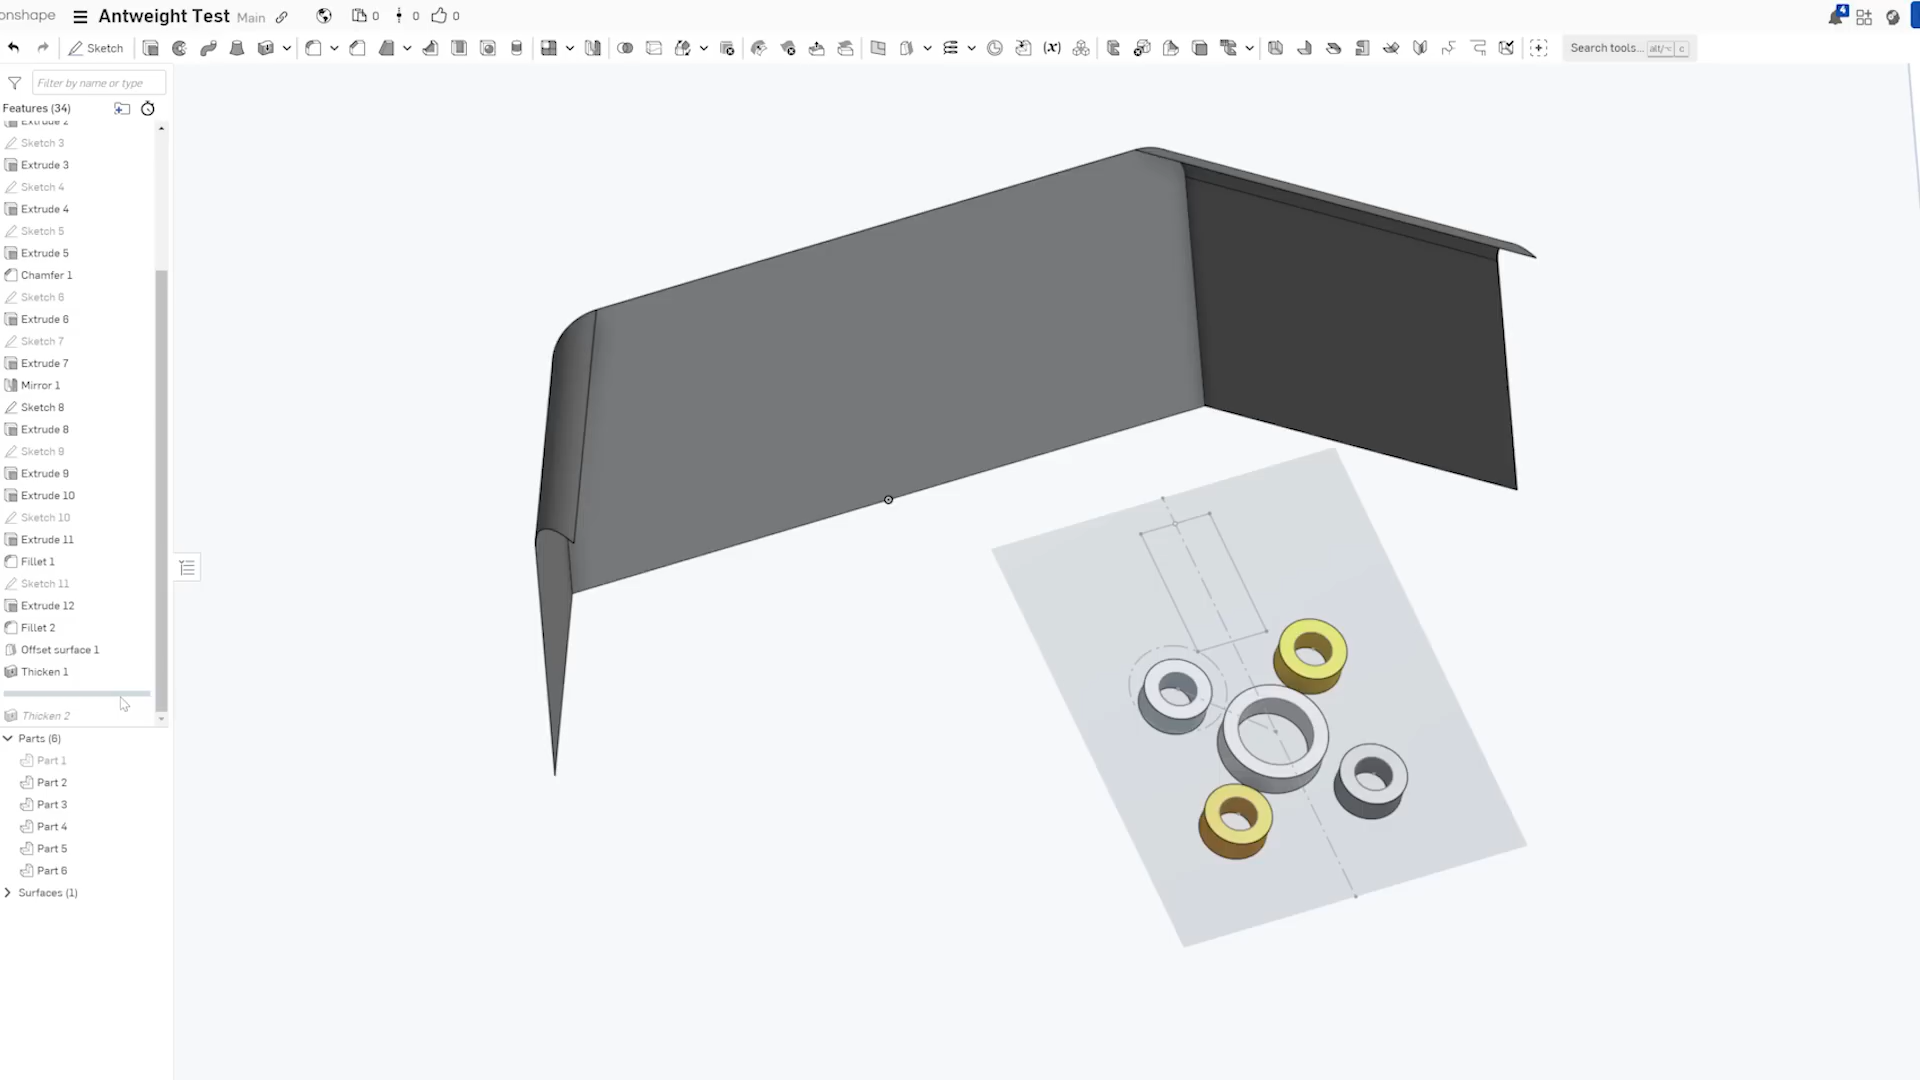 onshape
Antweight Test Main
0
0
0
4
Sketch
Search tools... alt/⌥ c
Filter by name or type
Features (34)
Extrude 2
Sketch 3
Extrude 3
Sketch 4
Extrude 4
Sketch 5
Extrude 5
Chamfer 1
Sketch 6
Extrude 6
Sketch 7
Extrude 7
Mirror 1
Sketch 8
Extrude 8
Sketch 9
Extrude 9
Extrude 10
Sketch 10
Extrude 11
Fillet 1
Sketch 11
Extrude 12
Fillet 2
Offset surface 1
Thicken 1
Thicken 2
Parts (6)
Part 1
Part 2
Part 3
Part 4
Part 5
Part 6
Surfaces (1)